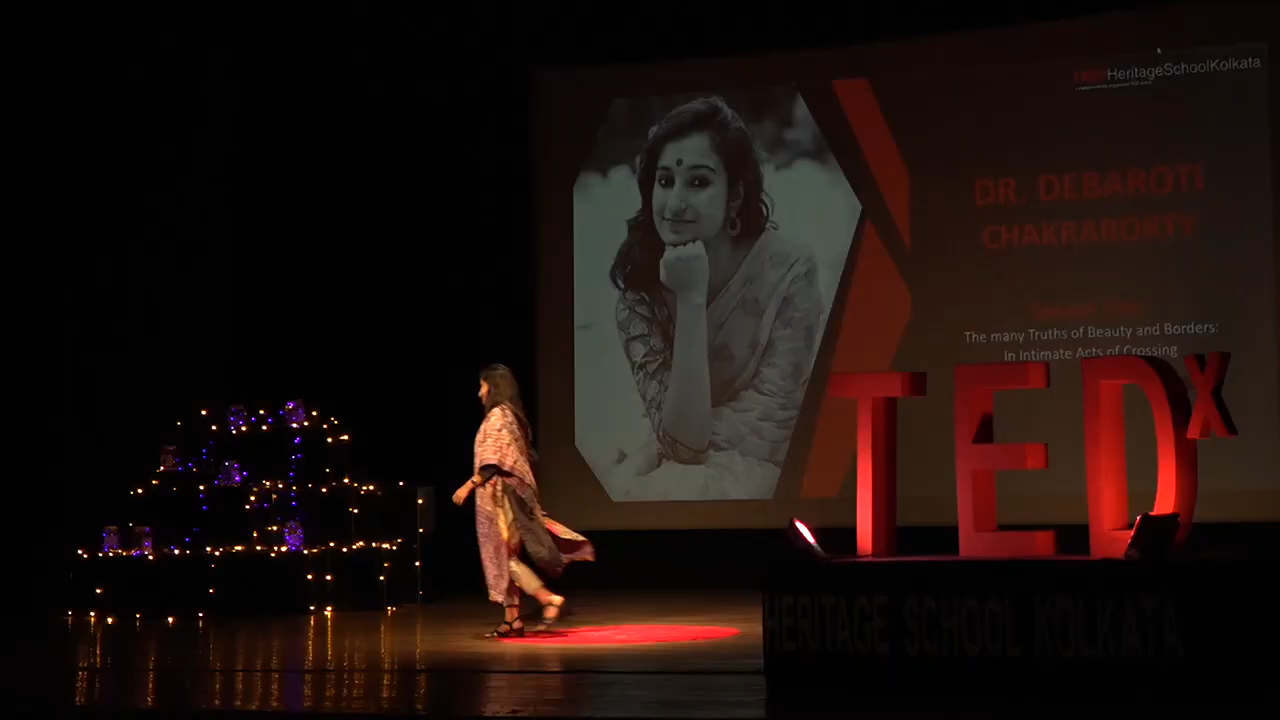 HeritageSchoolKolkata
DR. DEBAROTI
CHAKRABORTY
The many Truths of Beauty and Borders:
In Intimate Acts of Crossing
TEDx
HERITAGE SCHOOL KOLKATA